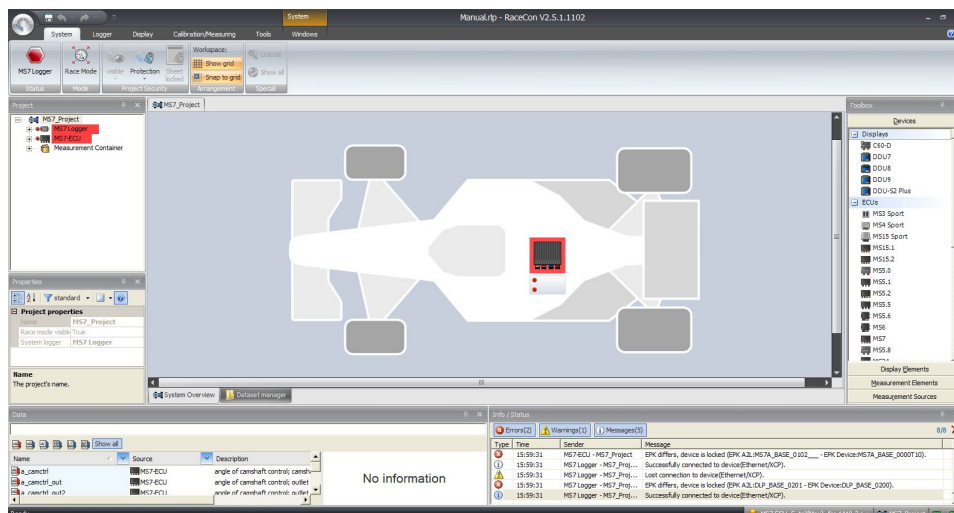 System
Manual.rlp - RaceCon V2.5.1.1102
System Logger Display Calibration/Measuring Tools Windows
Workspace:
Show grid
Snap to grid
License
Show all
MS7 Logger
Race Mode
visible
Protection
Sheet locked
Status Mode Project Security Arrangement Special
Project
MS7_Project
MS7 Logger
MS7-ECU
Measurement Container
MS7_Project
Toolbox
Devices
Displays
C60-D
DDU7
DDU8
DDU9
DDU-S2 Plus
ECUs
MS3 Sport
MS4 Sport
MS15 Sport
MS15.1
MS15.2
MS5.0
MS5.1
MS5.2
MS5.5
MS5.6
MS6
MS7
MS5.8
Display Elements
Measurement Elements
Measurement Sources
Properties
standard
Project properties
Name MS7_Project
Race mode visibl True
System logger MS7 Logger
Name
The project's name.
System Overview Dataset manager
Data
Show all
Name Source Description
a_camctrl MS7-ECU angle of camshaft control; camsh
a_camctrl_out MS7-ECU angle of camshaft control; outlet
a_camctrl_out2 MS7-ECU angle of camshaft control; outlet
No information
Info / Status
Errors(2) Warnings(1) Messages(5) 8/8
Type Time Sender Message
15:59:31 MS7-ECU - MS7_Project EPK differs, device is locked (EPK A2L:MS7A_BASE_0102___ - EPK Device:MS7A_BASE_0000T10).
15:59:31 MS7 Logger - MS7_Proj... Successfully connected to device(Ethernet/XCP).
15:59:31 MS7 Logger - MS7_Proj... Lost connection to device(Ethernet/XCP).
15:59:31 MS7 Logger - MS7_Proj... EPK differs, device is locked (EPK A2L:DLP_BASE_0201 - EPK Device:DLP_BASE_0200).
15:59:31 MS7 Logger - MS7_Proj... Successfully connected to device(Ethernet/XCP).